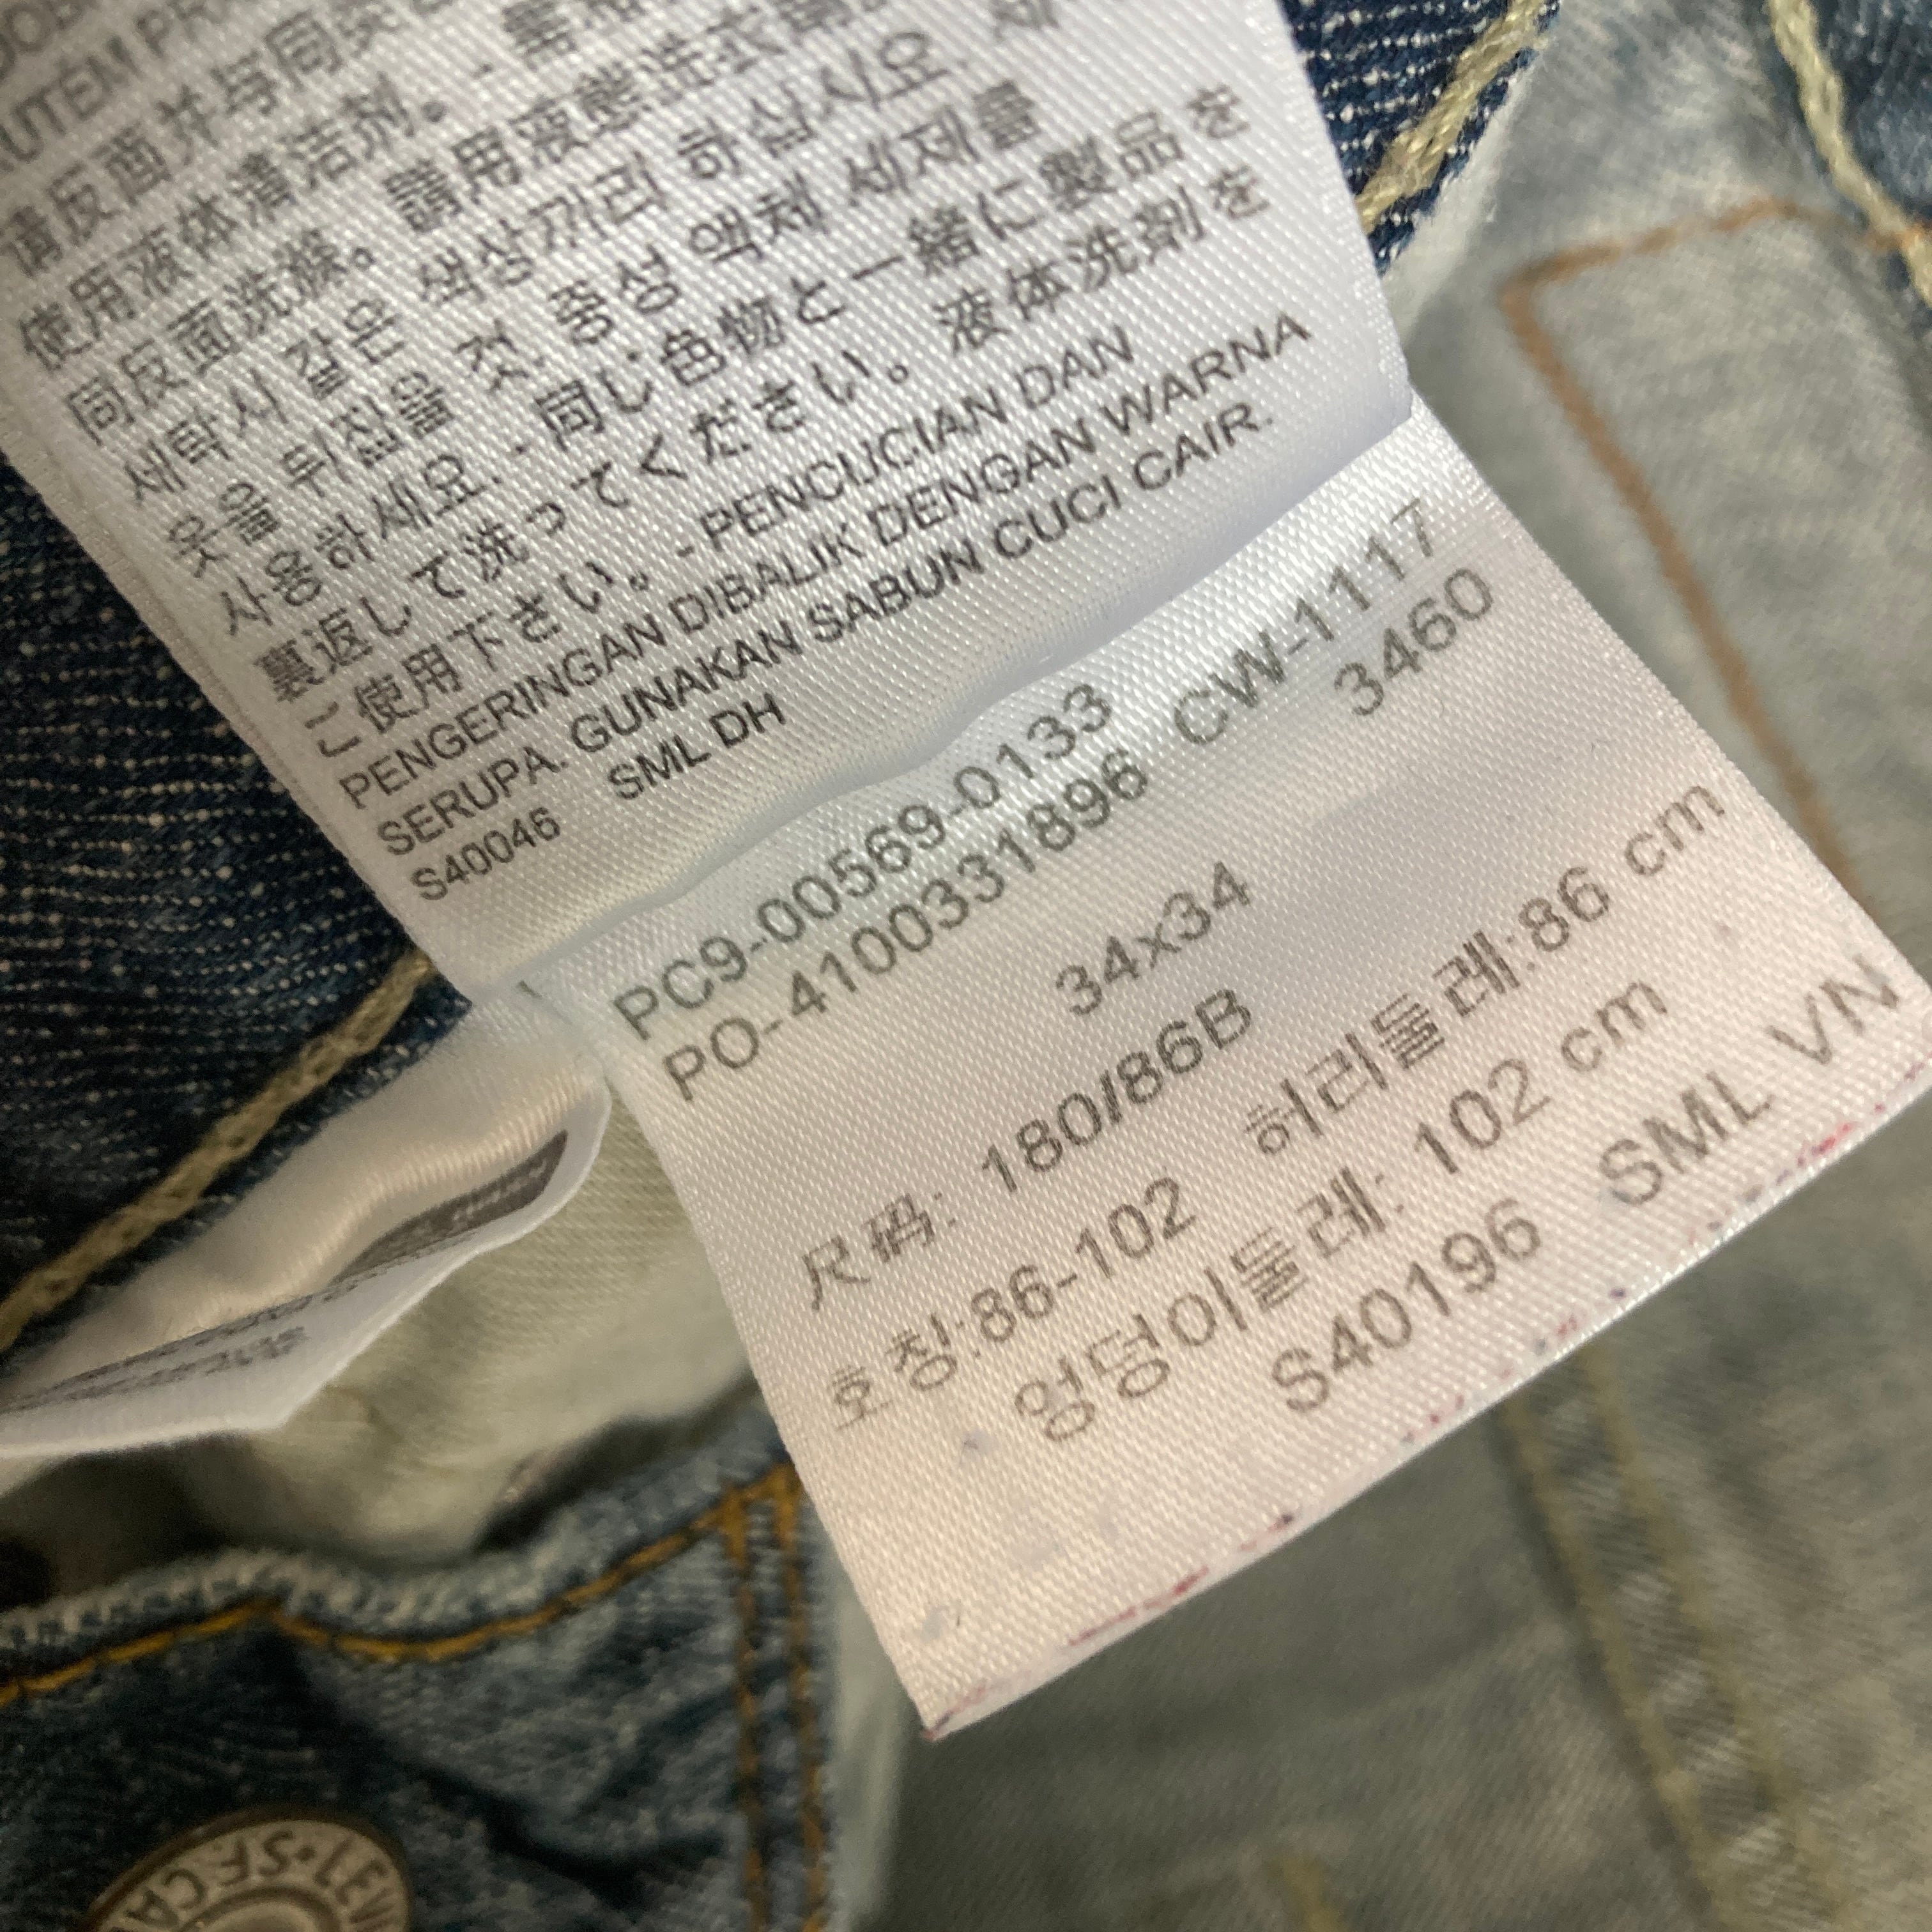 请反面并与同类
使用液体清洁剂。- 請用液態洗衣
同反面洗滌。
세탁시 같은 색상끼리 하십시오
옷을 뒤집을 것. 중성 액체 세제를
사용하세요. - 同じ色物と一緒に製品を
裏返して洗ってください。液体洗剤を
ご使用下さい。- PENCUCIAN DAN
PENGERINGAN DIBALIK DENGAN WARNA
SERUPA. GUNAKAN SABUN CUCI CAIR.
S40046 SML DH
PC9-00569-0133 CW-1117
PO-4100331896 3460
34x34
尺码: 180/86B
호칭:86-102 허리둘레:86 cm
엉덩이둘레: 102 cm
S40196 SML VN